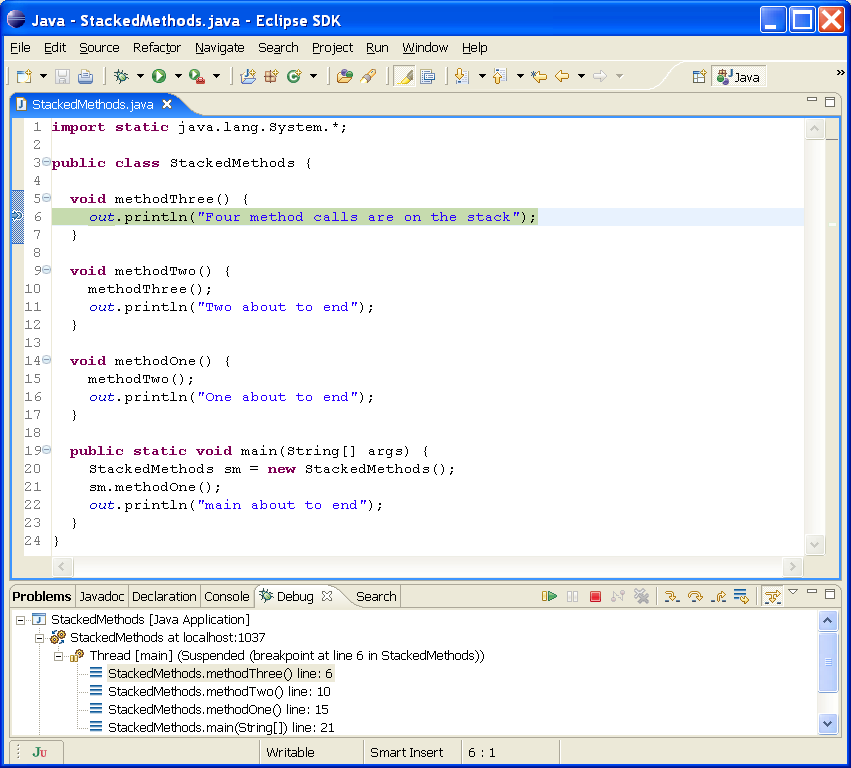 Java - StackedMethods.java - Eclipse SDK
File Edit Source Refactor Navigate Search Project Run Window Help
Java »
StackedMethods.java
1 import static java.lang.System.*;
2
3 public class StackedMethods {
4
5 void methodThree() {
6 out.println("Four method calls are on the stack");
7 }
8
9 void methodTwo() {
10 methodThree();
11 out.println("Two about to end");
12 }
13
14 void methodOne() {
15 methodTwo();
16 out.println("One about to end");
17 }
18
19 public static void main(String[] args) {
20 StackedMethods sm = new StackedMethods();
21 sm.methodOne();
22 out.println("main about to end");
23 }
24 }
Problems Javadoc Declaration Console Debug Search
StackedMethods [Java Application]
StackedMethods at localhost:1037
Thread [main] (Suspended (breakpoint at line 6 in StackedMethods))
StackedMethods.methodThree() line: 6
StackedMethods.methodTwo() line: 10
StackedMethods.methodOne() line: 15
StackedMethods.main(String[]) line: 21
Ju Writable Smart Insert 6 : 1